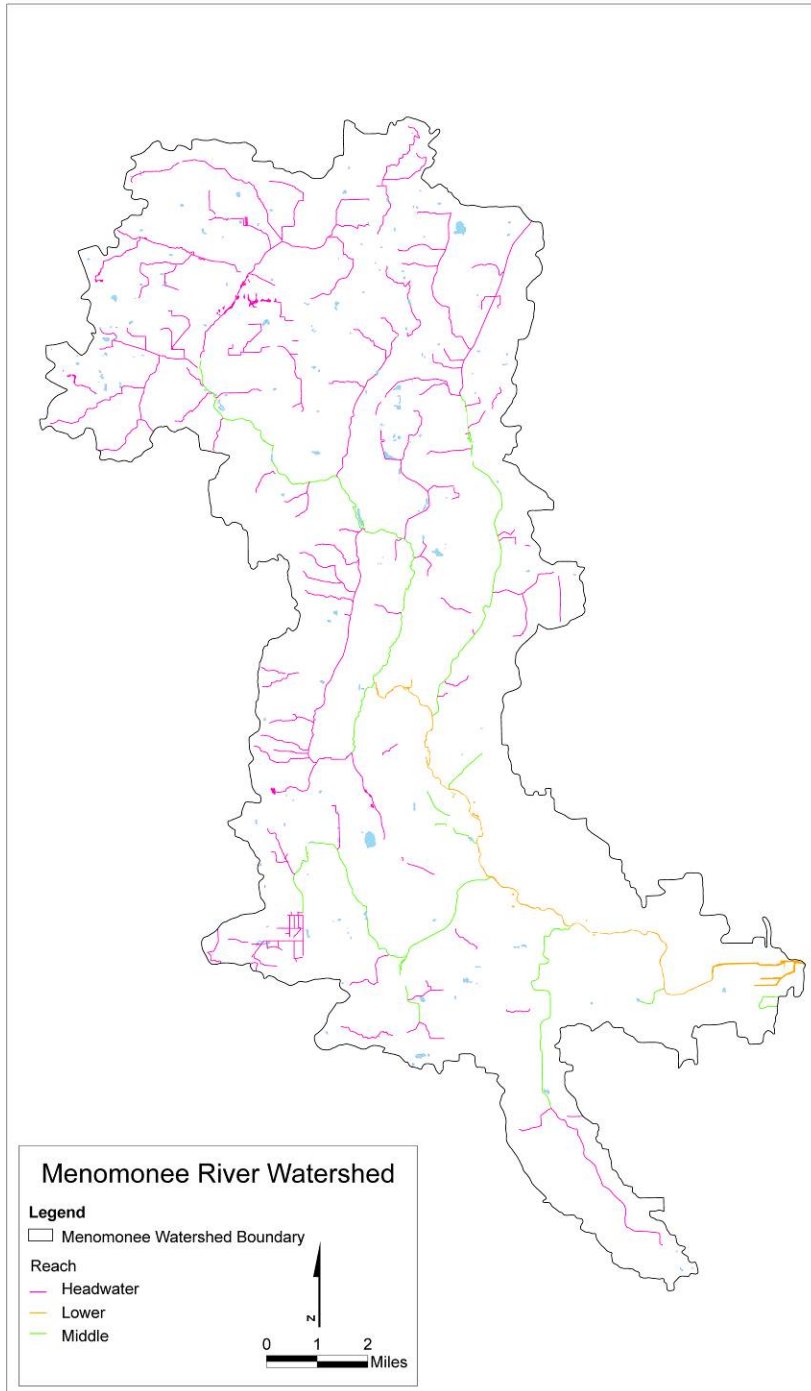 Menomonee River Watershed
Legend
Menomonee Watershed Boundary
Reach
Headwater
Lower
Middle
N
0 1 2
Miles